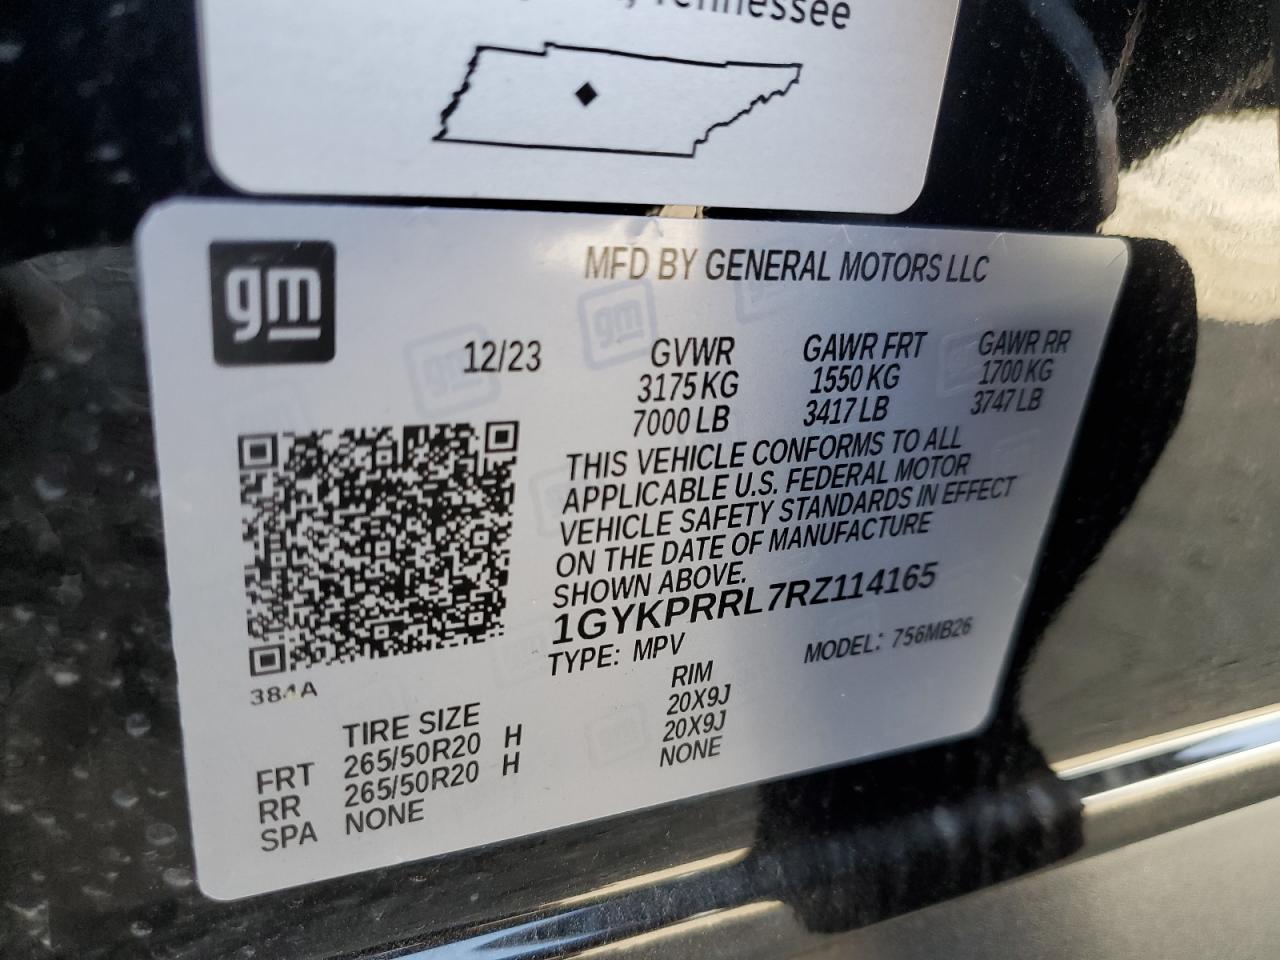 Tennessee
gm
MFD BY GENERAL MOTORS LLC
12/23
GVWR GAWR FRT GAWR RR
3175 KG 1550 KG 1700 KG
7000 LB 3417 LB 3747 LB
THIS VEHICLE CONFORMS TO ALL
APPLICABLE U.S. FEDERAL MOTOR
VEHICLE SAFETY STANDARDS IN EFFECT
ON THE DATE OF MANUFACTURE
SHOWN ABOVE.
1GYKPRRL7RZ114165
TYPE: MPV MODEL: 756MB26
384A
TIRE SIZE RIM
FRT 265/50R20 H 20X9J
RR 265/50R20 H 20X9J
SPA NONE NONE